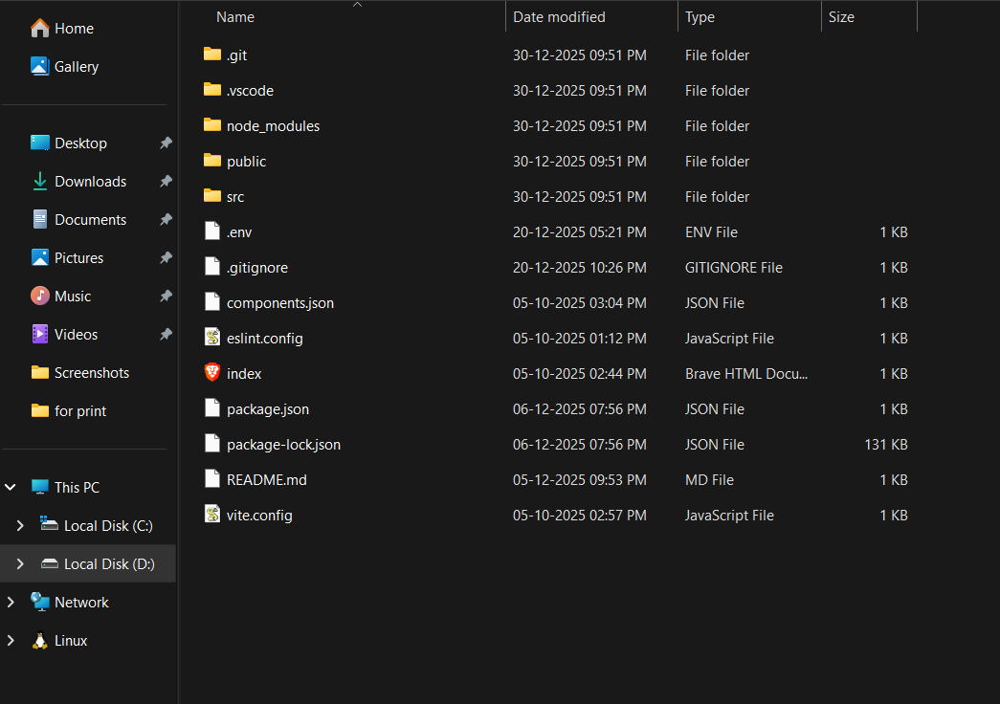 Home
Gallery
Desktop
Downloads
Documents
Pictures
Music
Videos
Screenshots
for print
This PC
Local Disk (C:)
Local Disk (D:)
Network
Linux
Name Date modified Type Size
.git 30-12-2025 09:51 PM File folder
.vscode 30-12-2025 09:51 PM File folder
node_modules 30-12-2025 09:51 PM File folder
public 30-12-2025 09:51 PM File folder
src 30-12-2025 09:51 PM File folder
.env 20-12-2025 05:21 PM ENV File 1 KB
.gitignore 20-12-2025 10:26 PM GITIGNORE File 1 KB
components.json 05-10-2025 03:04 PM JSON File 1 KB
eslint.config 05-10-2025 01:12 PM JavaScript File 1 KB
index 05-10-2025 02:44 PM Brave HTML Docu... 1 KB
package.json 06-12-2025 07:56 PM JSON File 1 KB
package-lock.json 06-12-2025 07:56 PM JSON File 131 KB
README.md 05-12-2025 09:53 PM MD File 1 KB
vite.config 05-10-2025 02:57 PM JavaScript File 1 KB